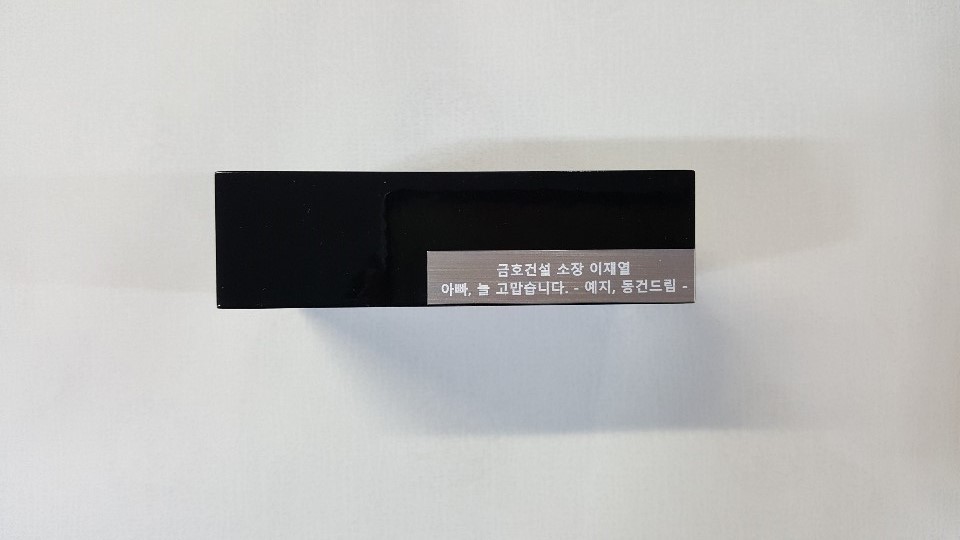 금호건설 소장 이재열
아빠, 늘 고맙습니다. - 예지, 동건드림 -